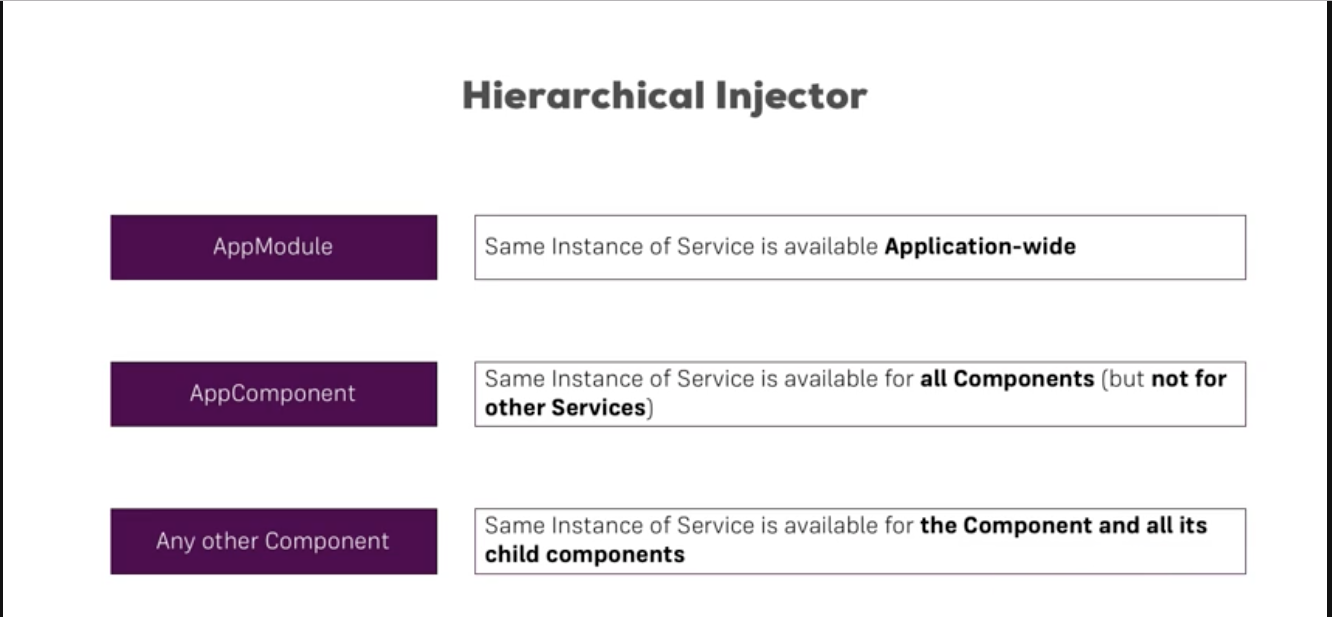 Hierarchical Injector
AppModule
Same Instance of Service is available Application-wide
AppComponent
Same Instance of Service is available for all Components (but not for
other Services)
Any other Component
Same Instance of Service is available for the Component and all its
child components